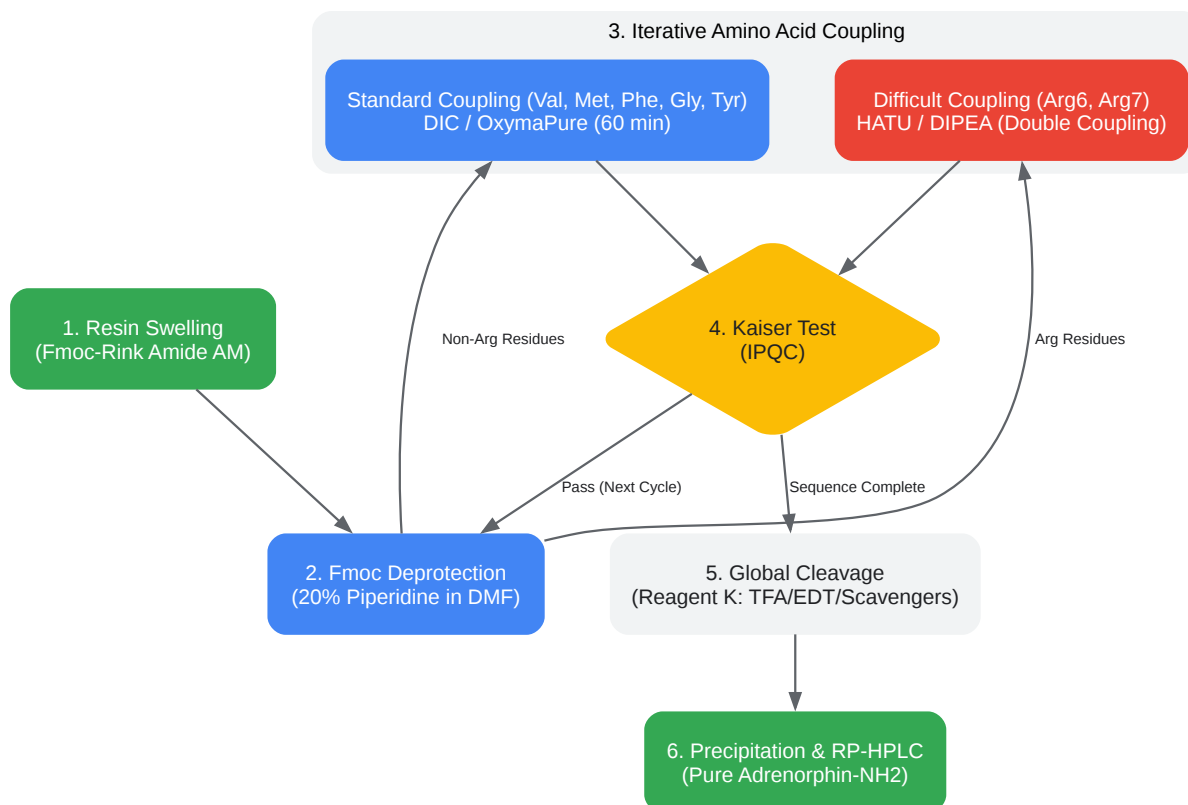 3. Iterative Amino Acid Coupling
Standard Coupling (Val, Met, Phe, Gly, Tyr)
DIC / OxymaPure (60 min)
Difficult Coupling (Arg6, Arg7)
HATU / DIPEA (Double Coupling)
1. Resin Swelling
(Fmoc-Rink Amide AM)
Non-Arg Residues
4. Kaiser Test
(IPQC)
Arg Residues
Pass (Next Cycle)
Sequence Complete
2. Fmoc Deprotection
(20% Piperidine in DMF)
5. Global Cleavage
(Reagent K: TFA/EDT/Scavengers)
6. Precipitation & RP-HPLC
(Pure Adrenorphin-NH2)